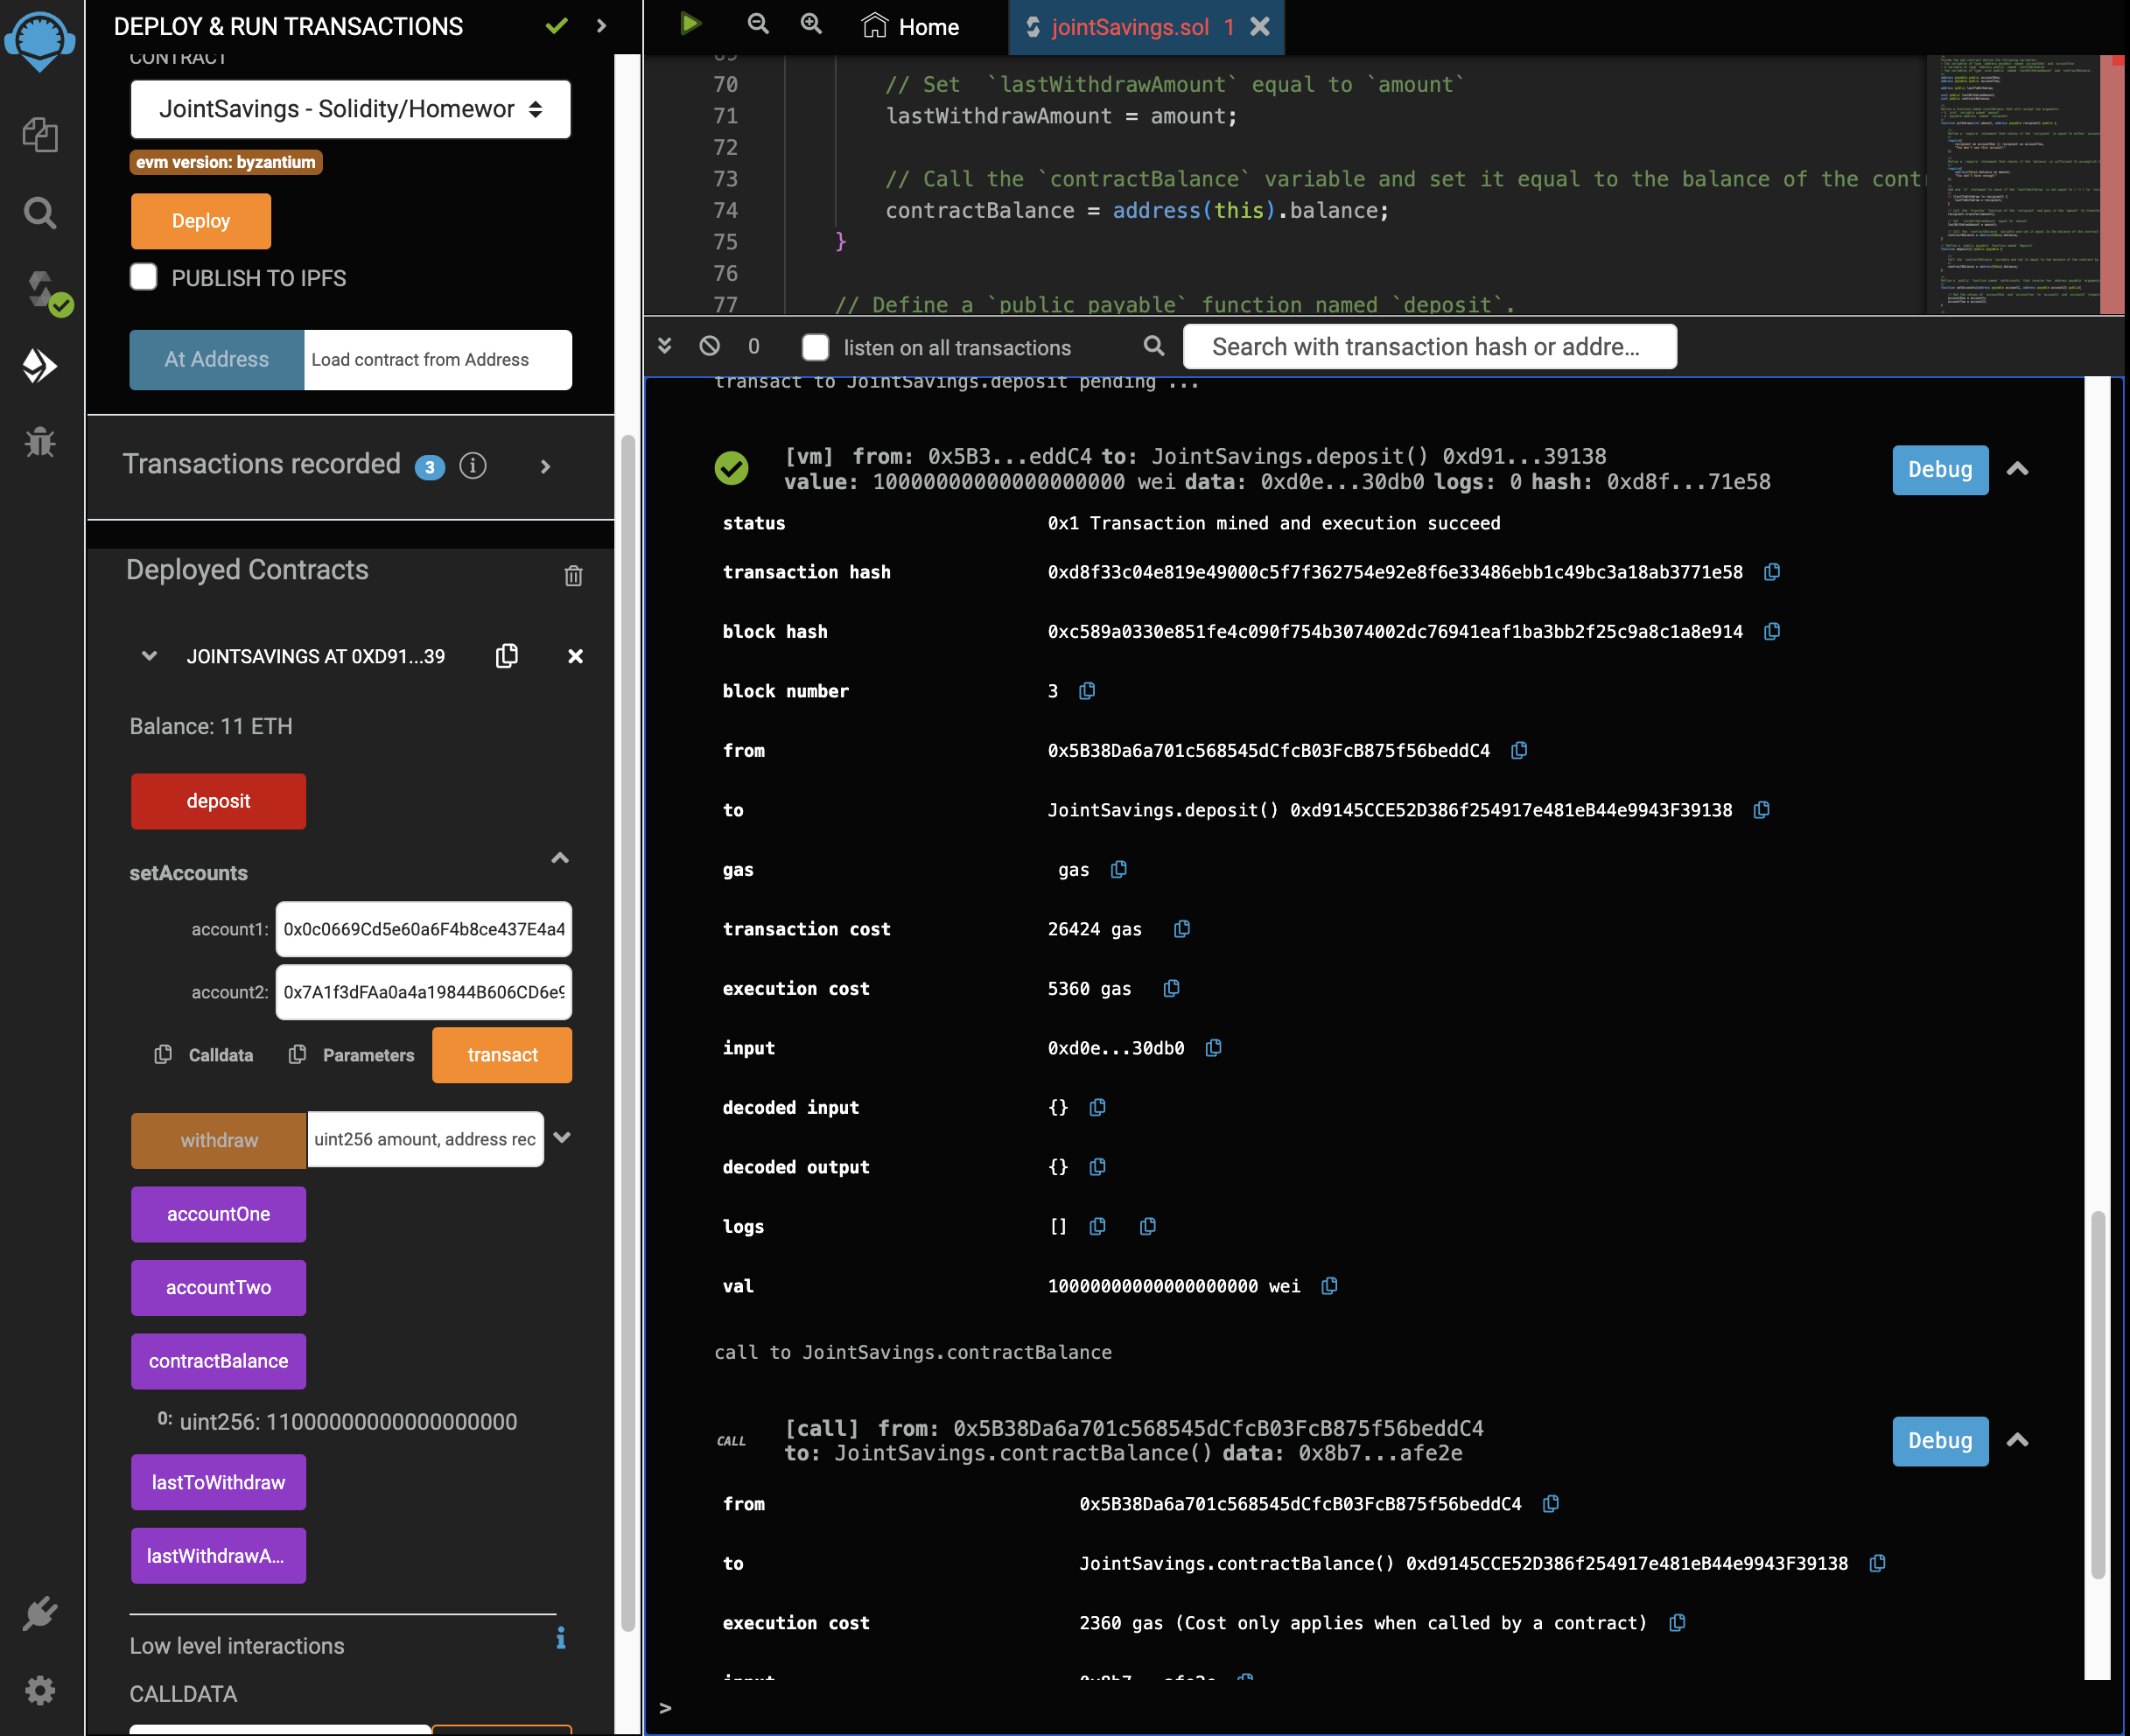 DEPLOY & RUN TRANSACTIONS
CONTRACT
JointSavings - Solidity/Homewor
evm version: byzantium
Deploy
PUBLISH TO IPFS
At Address
Load contract from Address
Transactions recorded 3 i
Deployed Contracts
JOINTSAVINGS AT 0XD91...39
Balance: 11 ETH
deposit
setAccounts
account1: 0x0c0669Cd5e60a6F4b8ce437E4a4
account2: 0x7A1f3dFAa0a4a19844B606CD6e9
Calldata Parameters transact
withdraw uint256 amount, address rec
accountOne
accountTwo
contractBalance
0: uint256: 11000000000000000000
lastToWithdraw
lastWithdrawA...
Low level interactions i
CALLDATA
Home jointSavings.sol 1
69
70 // Set  `lastWithdrawAmount` equal to `amount`
71 lastWithdrawAmount = amount;
72
73 // Call the `contractBalance` variable and set it equal to the balance of the cont
74 contractBalance = address(this).balance;
75 }
76
77 // Define a `public payable` function named `deposit`.
0 listen on all transactions Search with transaction hash or addre...
transact to JointSavings.deposit pending ...
[vm] from: 0x5B3...eddC4 to: JointSavings.deposit() 0xd91...39138
value: 10000000000000000000 wei data: 0xd0e...30db0 logs: 0 hash: 0xd8f...71e58
Debug
status 0x1 Transaction mined and execution succeed
transaction hash 0xd8f33c04e819e49000c5f7f362754e92e8f6e33486ebb1c49bc3a18ab3771e58
block hash 0xc589a0330e851fe4c090f754b3074002dc76941eaf1ba3bb2f25c9a8c1a8e914
block number 3
from 0x5B38Da6a701c568545dCfcB03FcB875f56beddC4
to JointSavings.deposit() 0xd9145CCE52D386f254917e481eB44e9943F39138
gas gas
transaction cost 26424 gas
execution cost 5360 gas
input 0xd0e...30db0
decoded input {}
decoded output {}
logs []
val 10000000000000000000 wei
call to JointSavings.contractBalance
CALL [call] from: 0x5B38Da6a701c568545dCfcB03FcB875f56beddC4
to: JointSavings.contractBalance() data: 0x8b7...afe2e
Debug
from 0x5B38Da6a701c568545dCfcB03FcB875f56beddC4
to JointSavings.contractBalance() 0xd9145CCE52D386f254917e481eB44e9943F39138
execution cost 2360 gas (Cost only applies when called by a contract)
input 0x8b7...afe2e
>